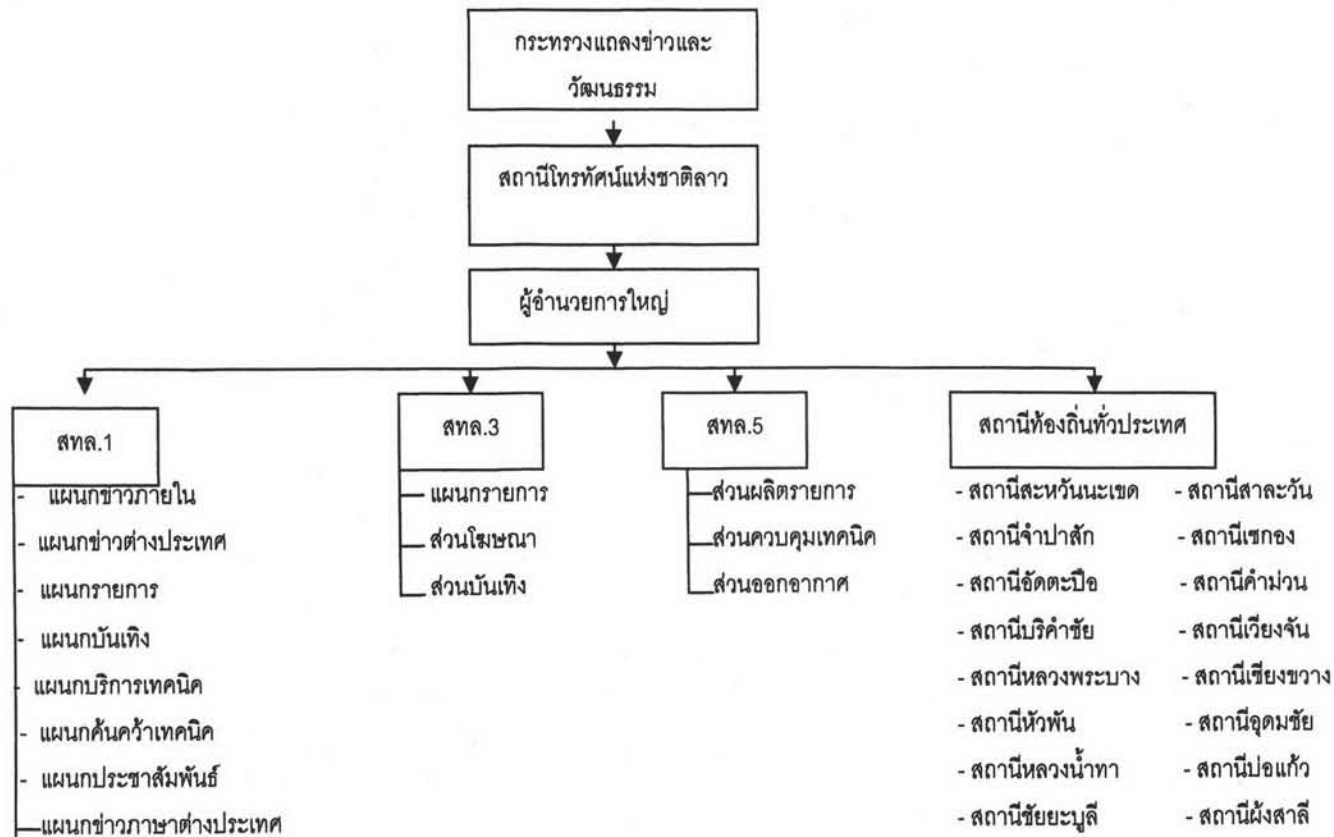 กระทรวงแถลงข่าวและ
วัฒนธรรม
สถานีโทรทัศน์แห่งชาติลาว
ผู้อำนวยการใหญ่
สทล.1
- แผนกข่าวภายใน
- แผนกข่าวต่างประเทศ
- แผนกรายการ
- แผนกบันเทิง
- แผนกบริการเทคนิค
- แผนกค้นคว้าเทคนิค
- แผนกประชาสัมพันธ์
แผนกข่าวภาษาต่างประเทศ
สทล.3
แผนกรายการ
ส่วนโฆษณา
ส่วนบันเทิง
สทล.5
ส่วนผลิตรายการ
ส่วนควบคุมเทคนิค
ส่วนออกอากาศ
สถานีท้องถิ่นทั่วประเทศ
- สถานีสะหวันนะเขด
- สถานีจำปาสัก
- สถานีอัดตะปือ
- สถานีบริคำชัย
- สถานีหลวงพระบาง
- สถานีหัวพัน
- สถานีหลวงน้ำทา
- สถานีชัยยะบูลี
- สถานีสาละวัน
- สถานีเซกอง
- สถานีคำม่วน
- สถานีเวียงจัน
- สถานีเชียงขวาง
- สถานีอุดมชัย
- สถานีบ่อแก้ว
- สถานีผ้งสาลี